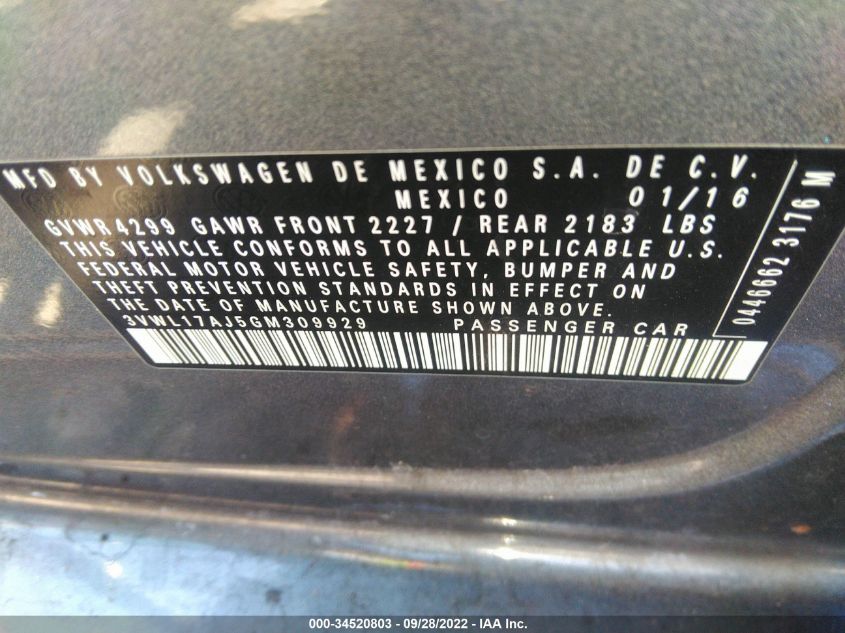 MFD BY VOLKSWAGEN DE MEXICO S.A. DE C.V.
MEXICO 01/16
GVWR 4299 GAWR FRONT 2227 / REAR 2183 LBS
THIS VEHICLE CONFORMS TO ALL APPLICABLE U.S.
FEDERAL MOTOR VEHICLE SAFETY, BUMPER AND
THEFT PREVENTION STANDARDS IN EFFECT ON
THE DATE OF MANUFACTURE SHOWN ABOVE.
3VWL17AJ5GM309929 PASSENGER CAR
0446662 3176 M
000-34520803 - 09/28/2022 - IAA Inc.